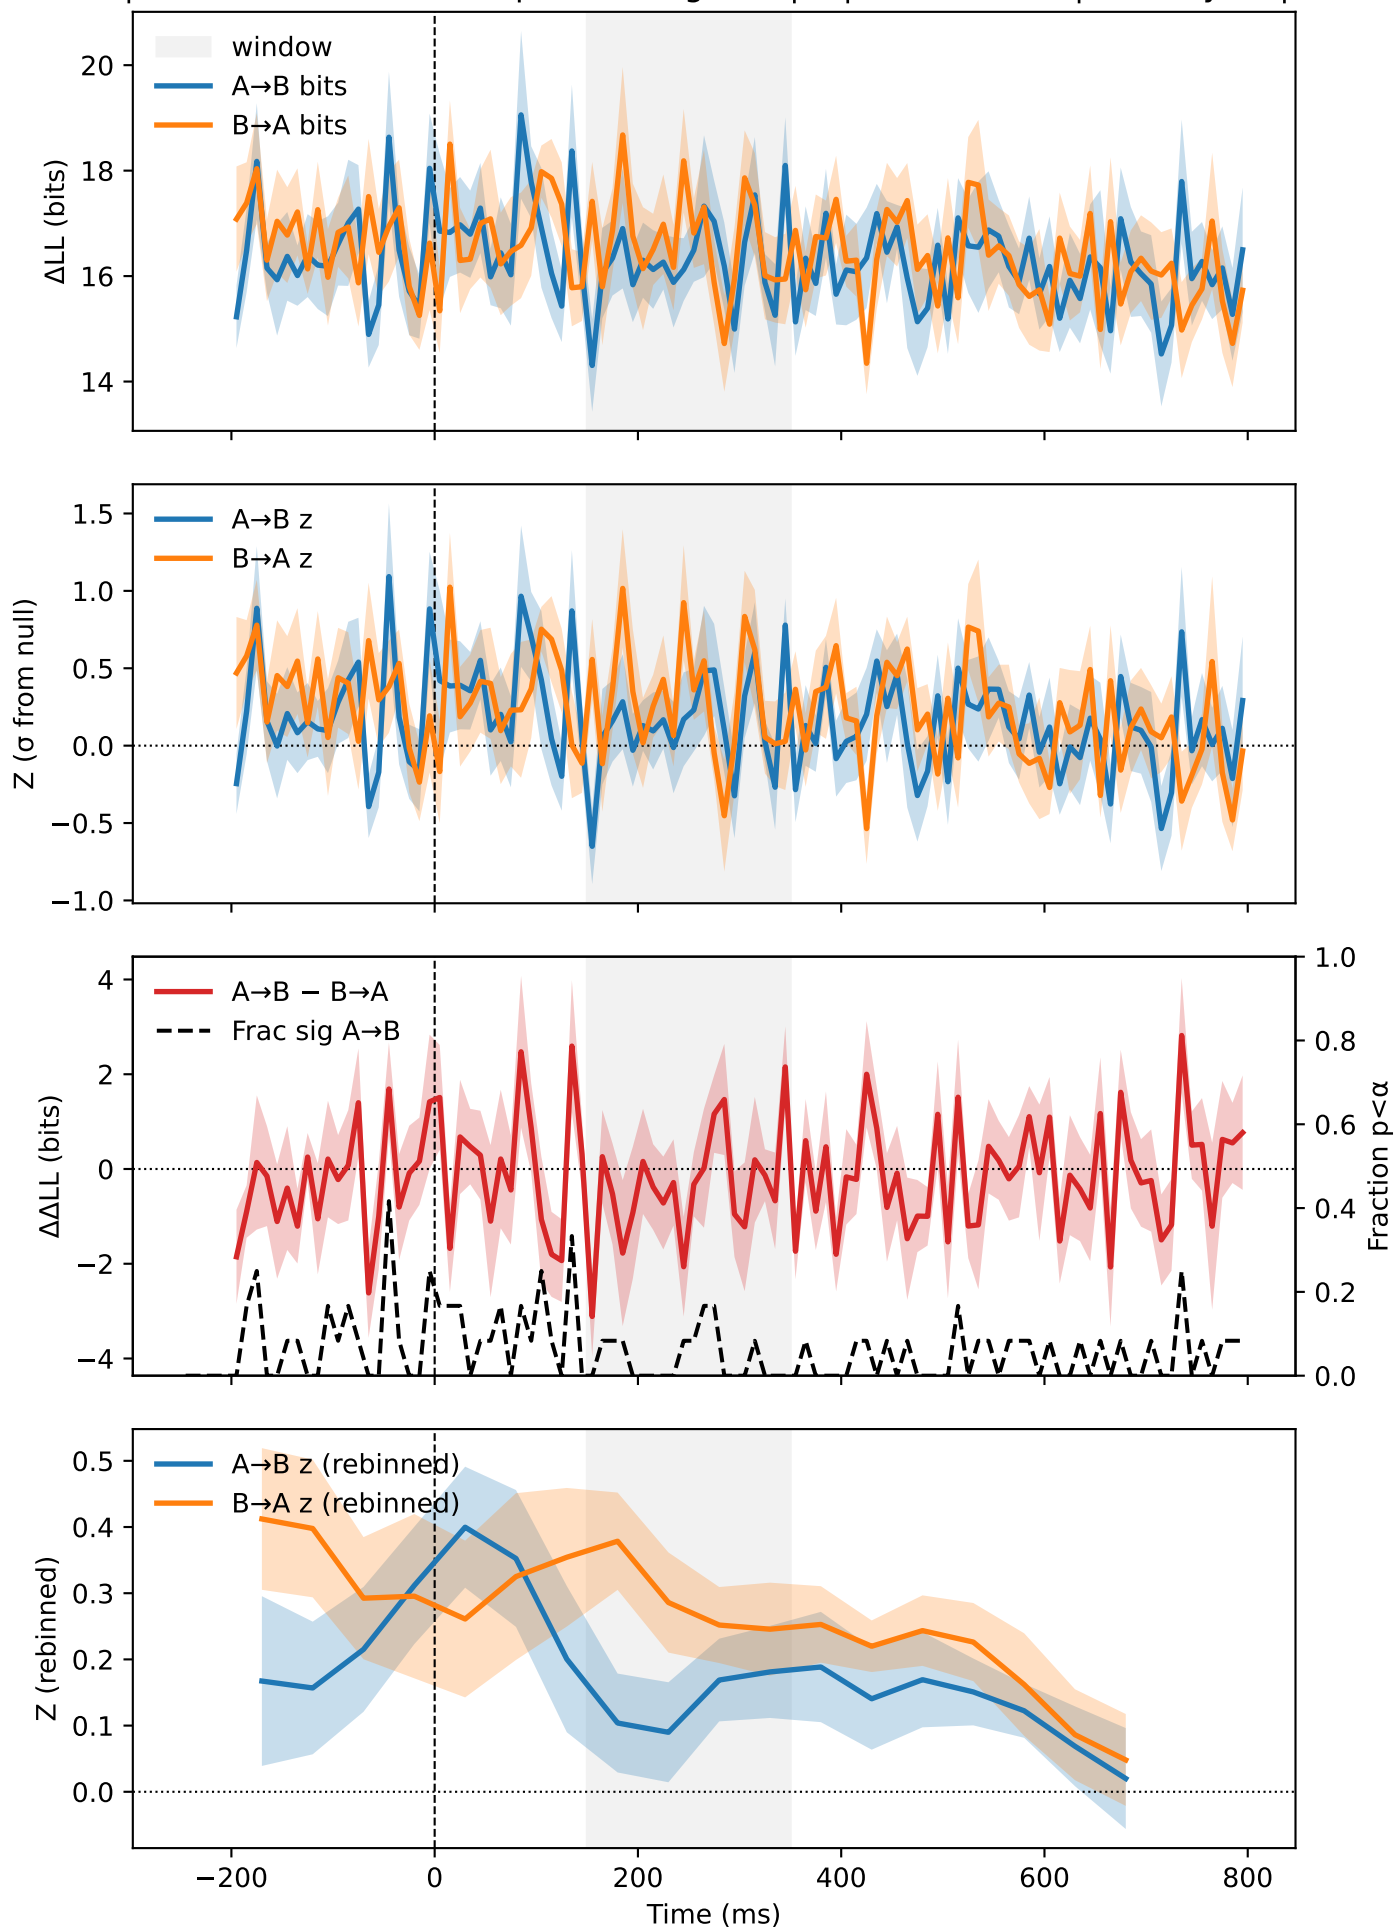 window
A→B bits
B→A bits
ΔLL (bits)
20
18
16
14
A→B z
B→A z
Z (σ from null)
1.5
1.0
0.5
0.0
−0.5
−1.0
A→B − B→A
Frac sig A→B
ΔΔLL (bits)
4
2
0
−2
−4
1.0
0.8
0.6
0.4
0.2
0.0
Fraction p<α
A→B z (rebinned)
B→A z (rebinned)
Z (rebinned)
0.5
0.4
0.3
0.2
0.1
0.0
−200 0 200 400 600 800
Time (ms)